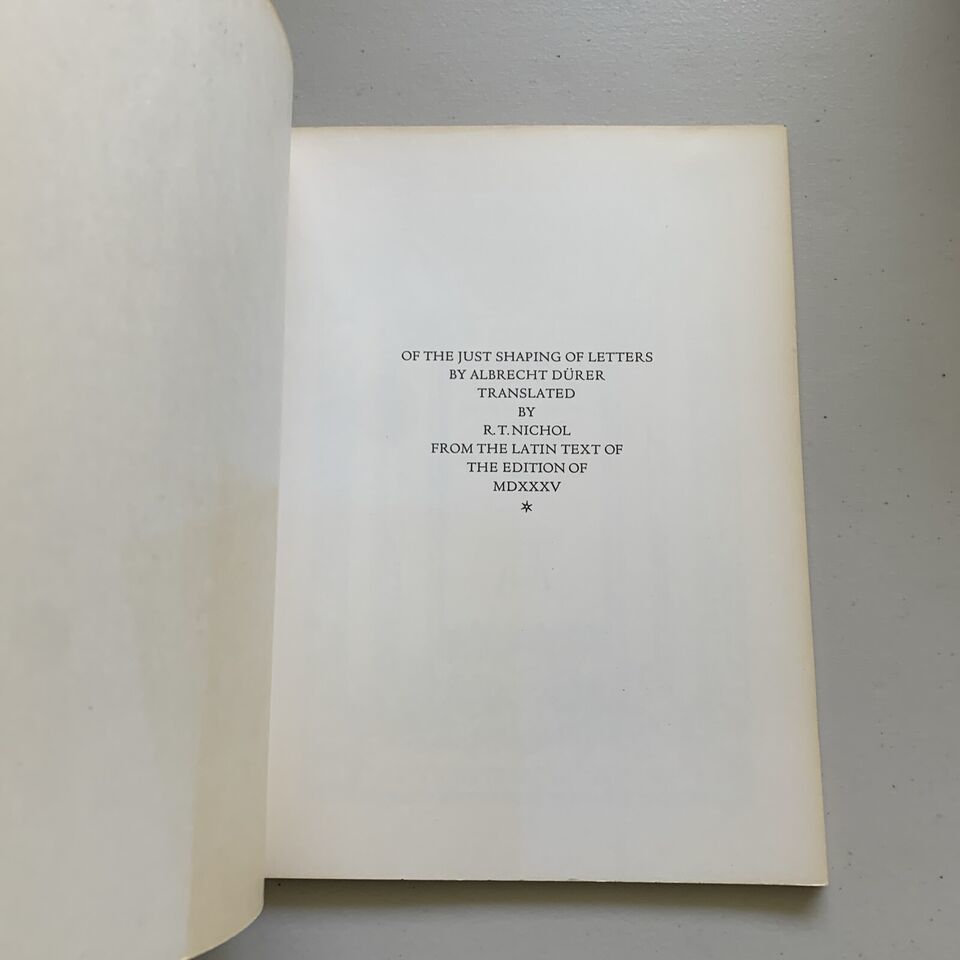 OF THE JUST SHAPING OF LETTERS
BY ALBRECHT DÜRER
TRANSLATED
BY
R. T. NICHOL
FROM THE LATIN TEXT OF
THE EDITION OF
MDXXXV